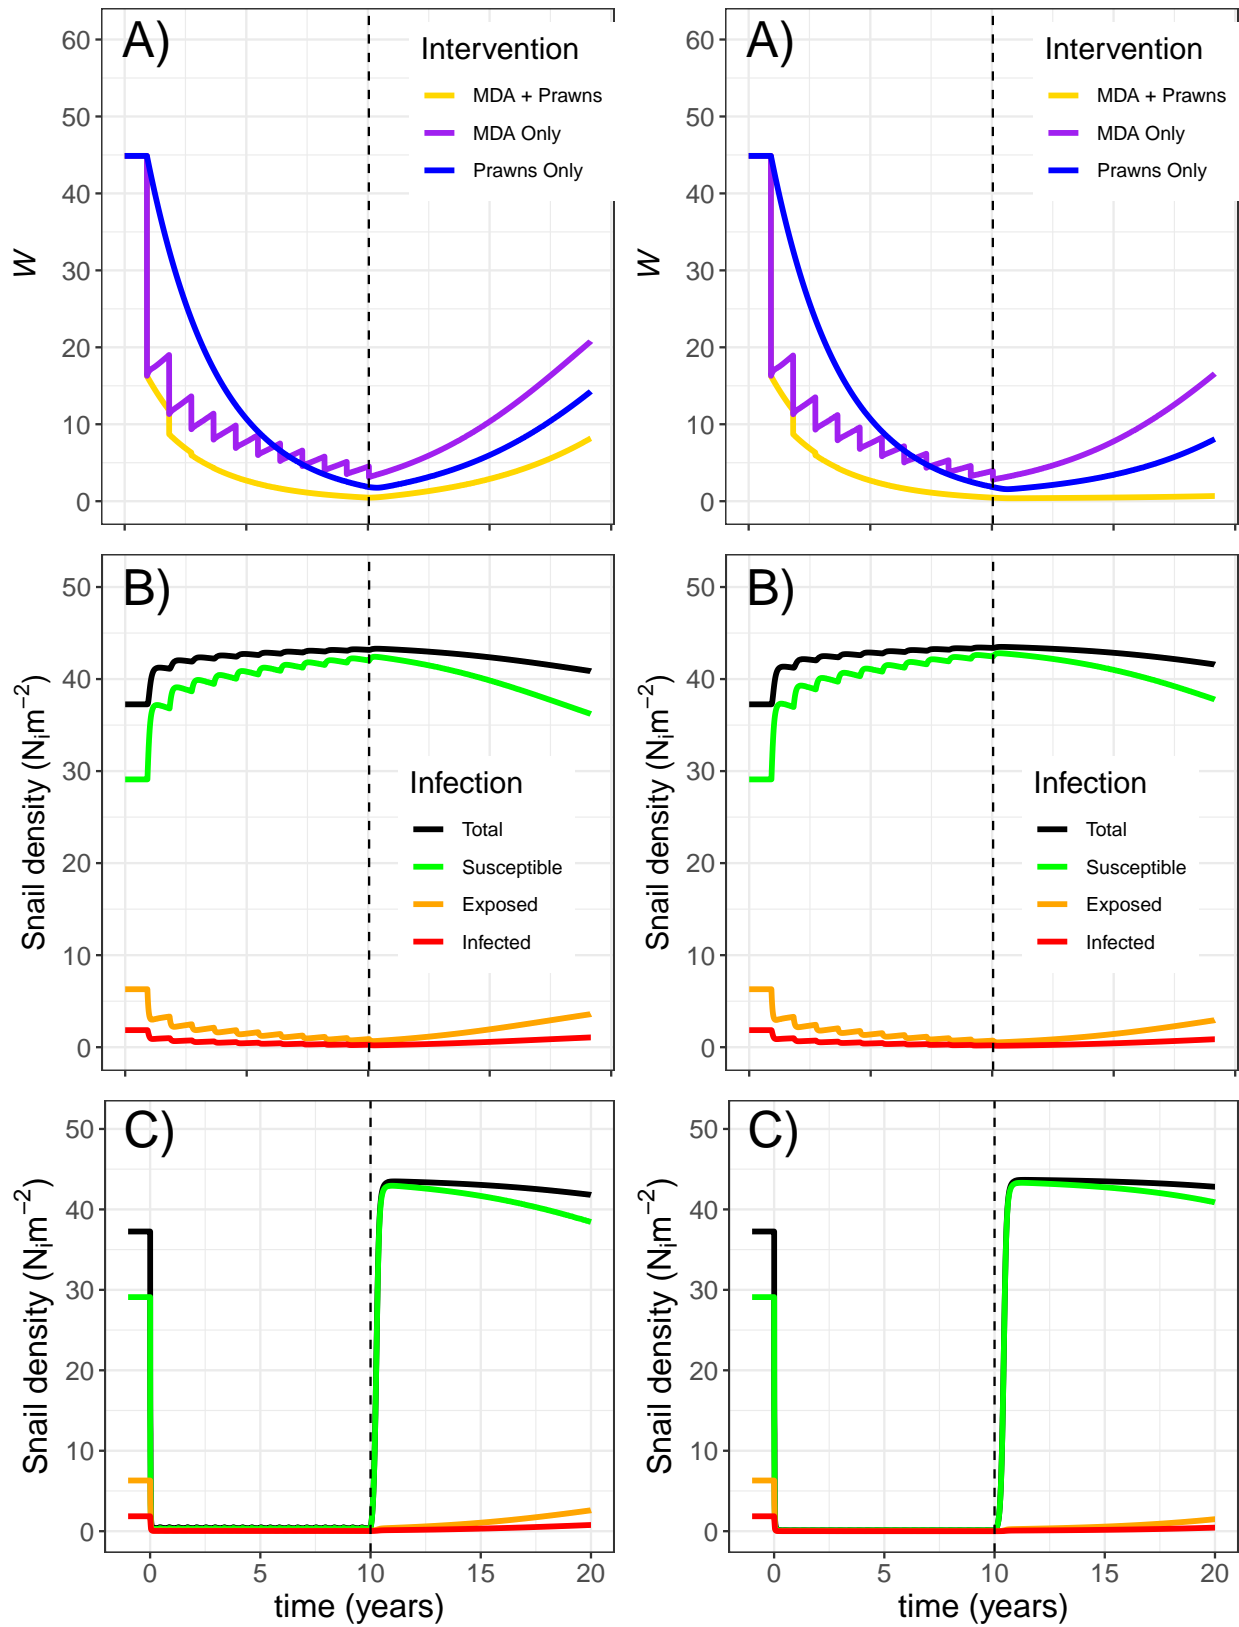 A)
60
50
40
30
20
10
0
W
Intervention
MDA + Prawns
MDA Only
Prawns Only
A)
60
50
40
30
20
10
0
W
Intervention
MDA + Prawns
MDA Only
Prawns Only
B)
50
40
30
20
10
0
Snail density (Nᵢm⁻²)
Infection
Total
Susceptible
Exposed
Infected
B)
50
40
30
20
10
0
Snail density (Nᵢm⁻²)
Infection
Total
Susceptible
Exposed
Infected
C)
50
40
30
20
10
0
Snail density (Nᵢm⁻²)
0 5 10 15 20
time (years)
C)
50
40
30
20
10
0
Snail density (Nᵢm⁻²)
0 5 10 15 20
time (years)